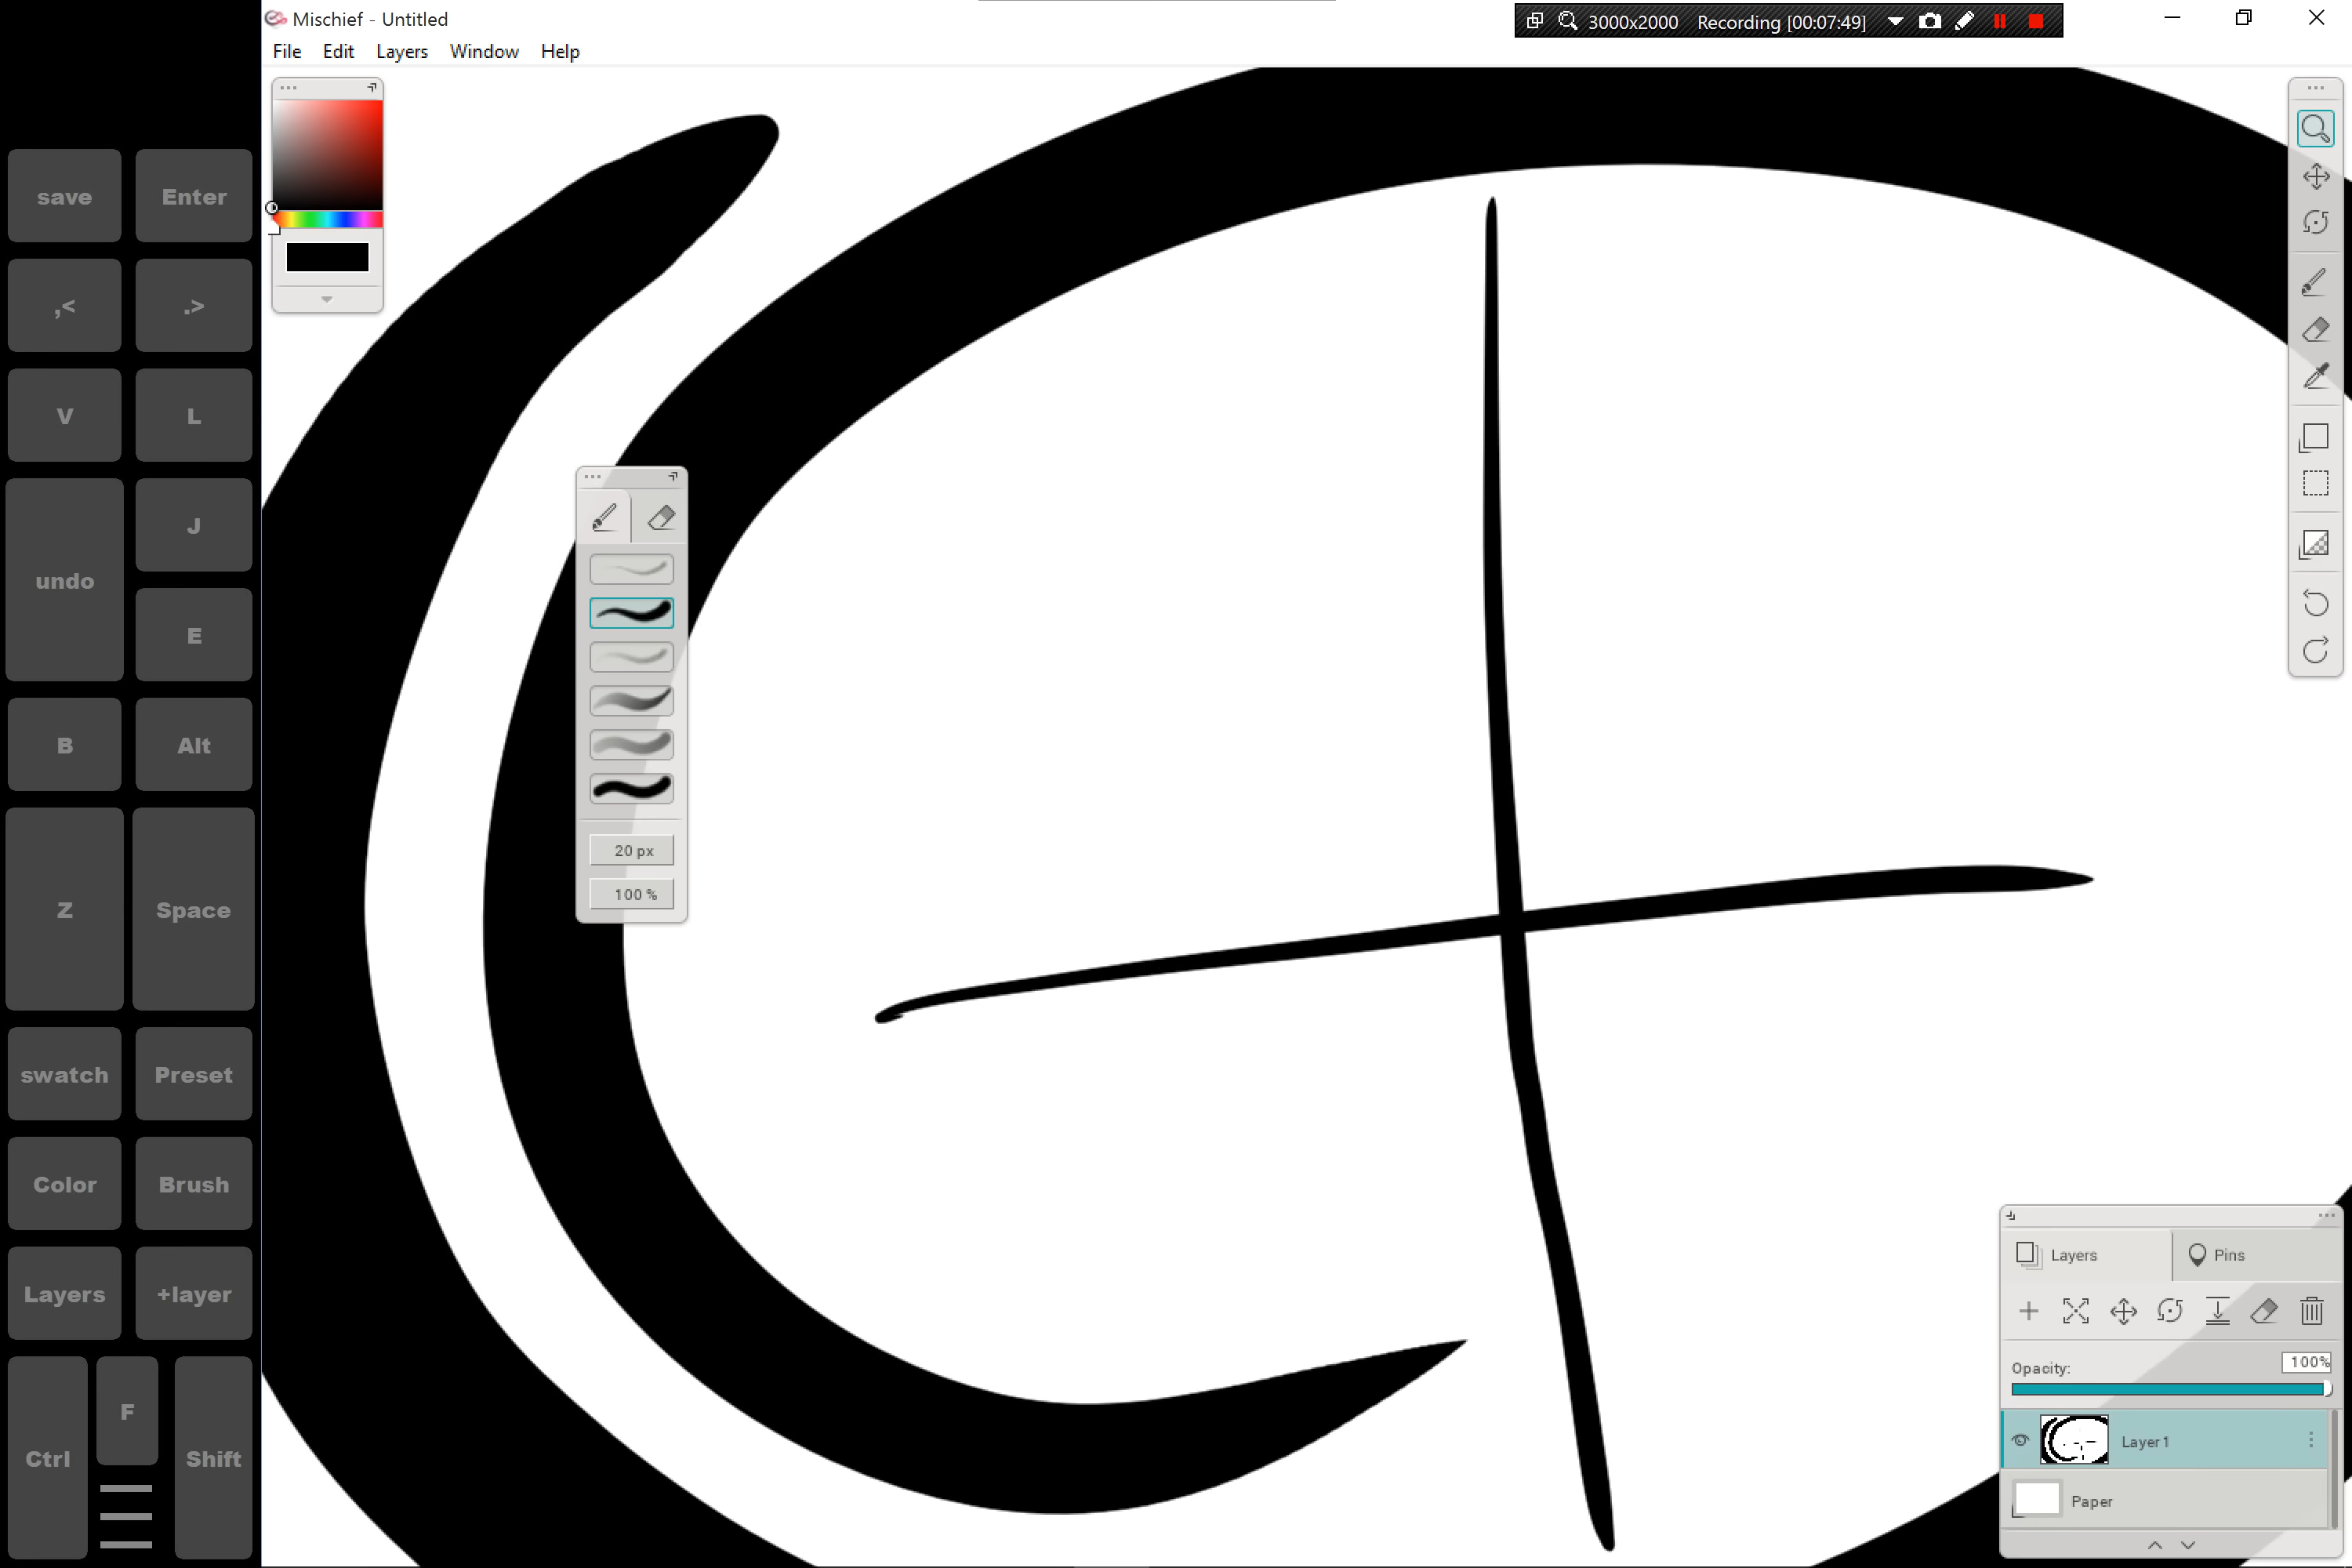 Mischief - Untitled
3000x2000 Recording [00:07:49]
File Edit Layers Window Help
save Enter
,< .>
V L
undo J
E
B Alt
Z Space
swatch Preset
Color Brush
Layers +layer
Ctrl F Shift
20 px
100 %
Layers Pins
Opacity: 100%
Layer 1
Paper